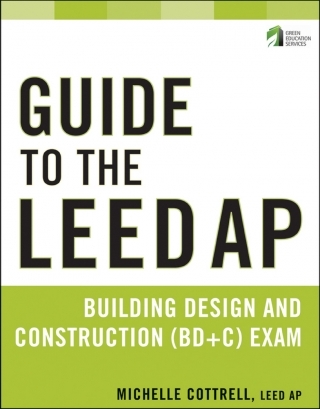 GREEN
EDUCATION
SERVICES
GUIDE
TO THE
LEED AP
BUILDING DESIGN AND
CONSTRUCTION (BD+C) EXAM
MICHELLE COTTRELL, LEED AP